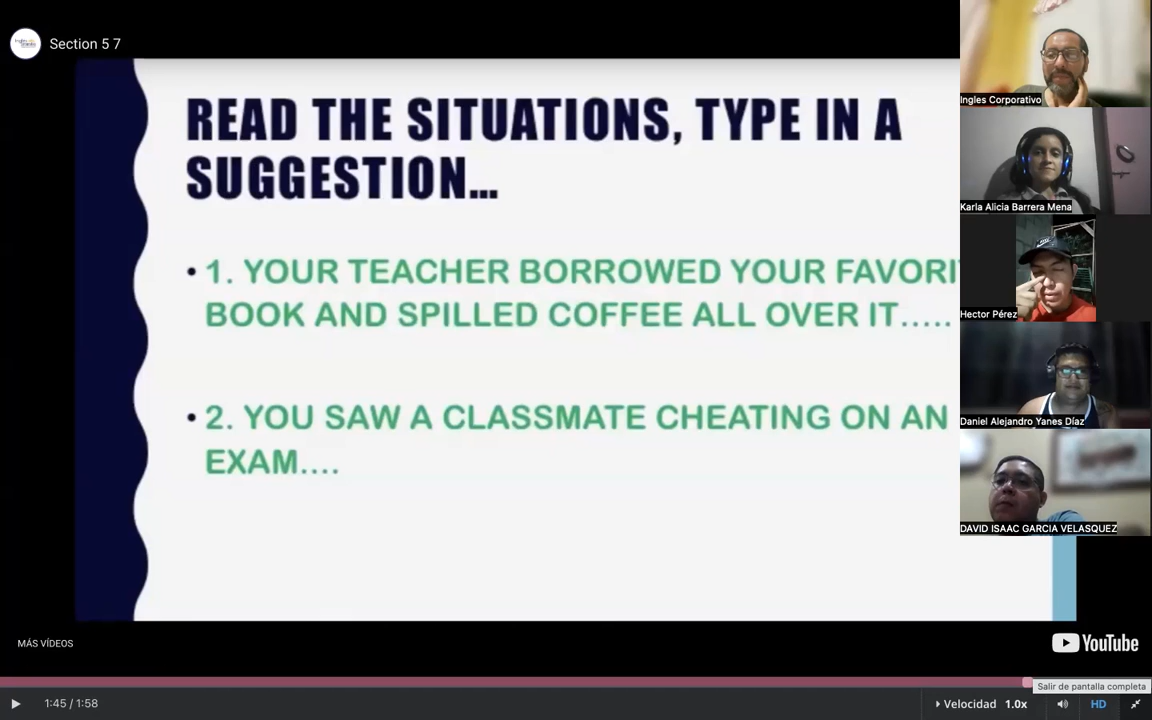 Section 5 7
READ THE SITUATIONS, TYPE IN A
SUGGESTION...
• 1. YOUR TEACHER BORROWED YOUR
BOOK AND SPILLED COFFEE ALL OVER IT.....
• 2. YOU SAW A CLASSMATE CHEATING ON AN
EXAM....
Ingles Corporativo
Karla Alicia Barrera Mena
Hector Pérez
Daniel Alejandro Yanes Díaz
DAVID ISAAC GARCIA VELASQUEZ
MÁS VÍDEOS
YouTube
Salir de pantalla completa
1:45 / 1:58
Velocidad 1.0x
HD